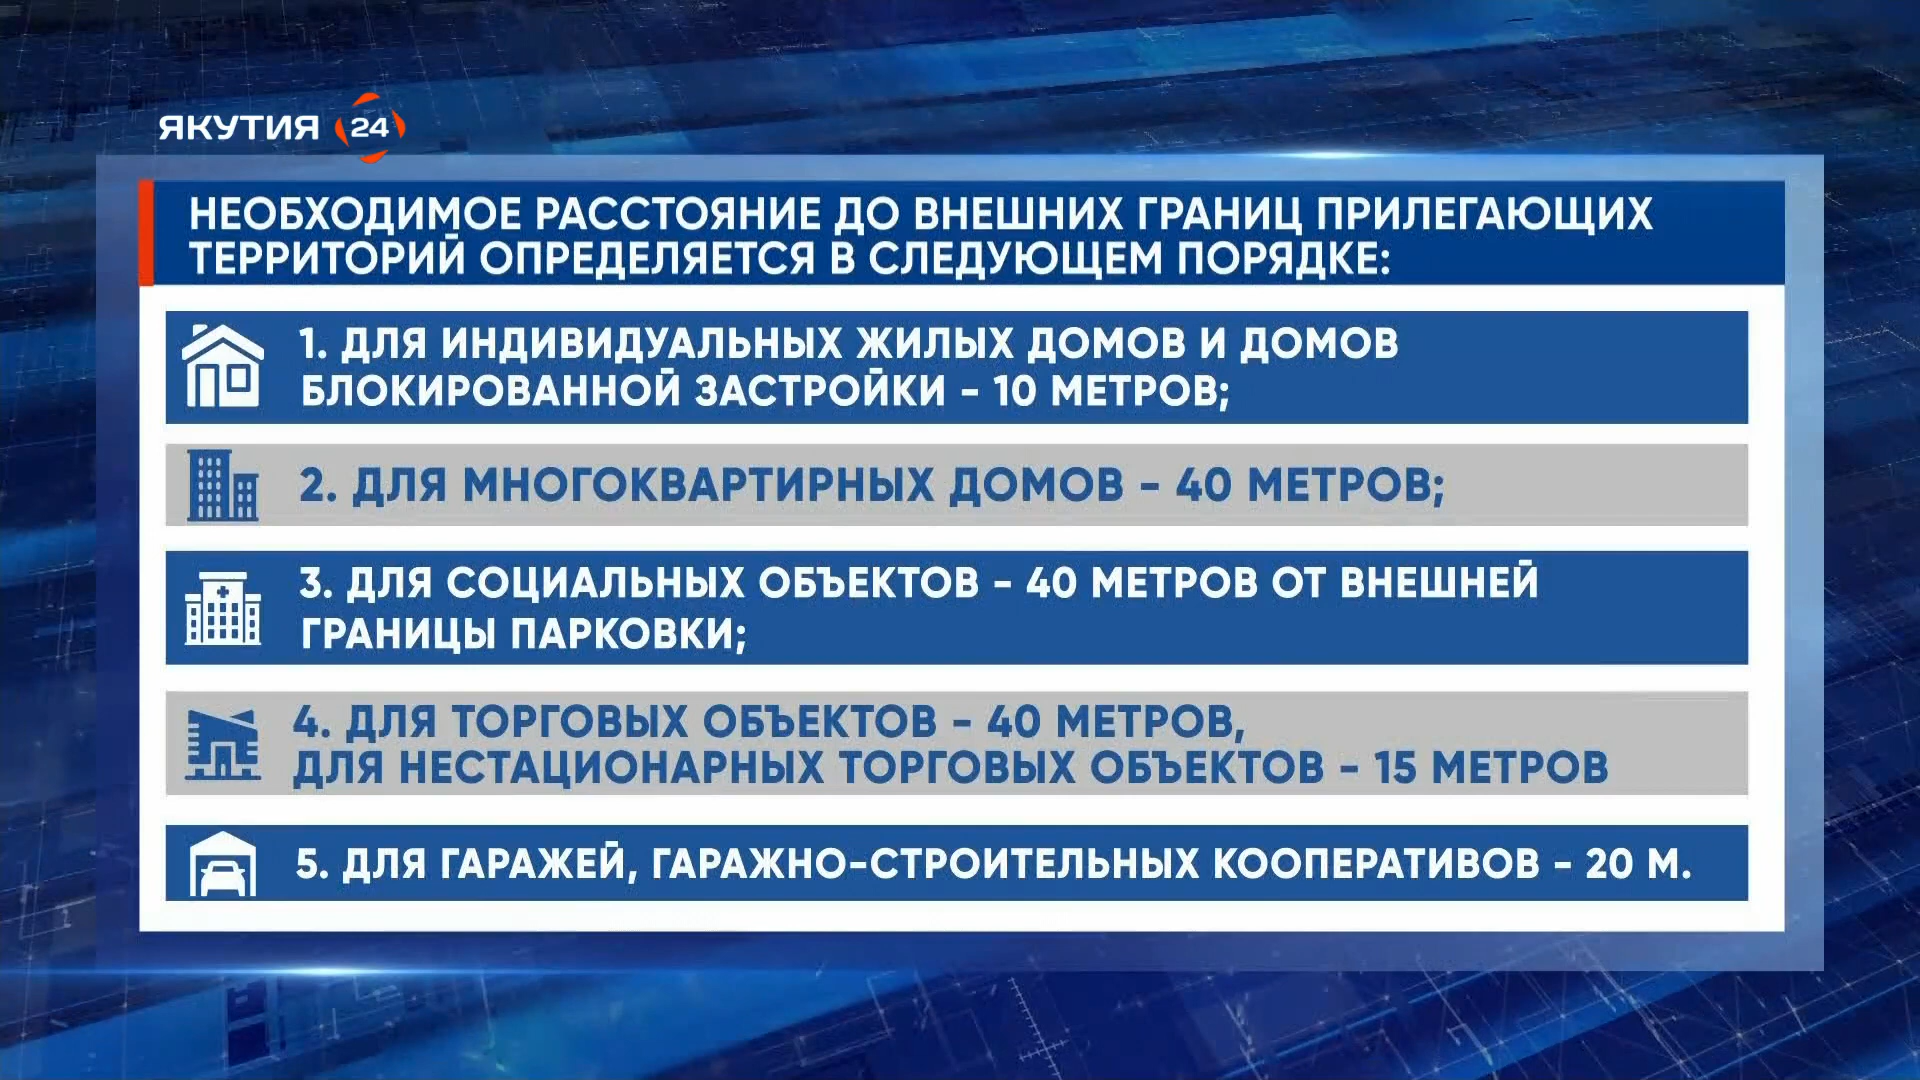 ЯКУТИЯ 24
НЕОБХОДИМОЕ РАССТОЯНИЕ ДО ВНЕШНИХ ГРАНИЦ ПРИЛЕГАЮЩИХ
ТЕРРИТОРИЙ ОПРЕДЕЛЯЕТСЯ В СЛЕДУЮЩЕМ ПОРЯДКЕ:
1. ДЛЯ ИНДИВИДУАЛЬНЫХ ЖИЛЫХ ДОМОВ И ДОМОВ
БЛОКИРОВАННОЙ ЗАСТРОЙКИ - 10 МЕТРОВ;
2. ДЛЯ МНОГОКВАРТИРНЫХ ДОМОВ - 40 МЕТРОВ;
3. ДЛЯ СОЦИАЛЬНЫХ ОБЪЕКТОВ - 40 МЕТРОВ ОТ ВНЕШНЕЙ
ГРАНИЦЫ ПАРКОВКИ;
4. ДЛЯ ТОРГОВЫХ ОБЪЕКТОВ - 40 МЕТРОВ,
ДЛЯ НЕСТАЦИОНАРНЫХ ТОРГОВЫХ ОБЪЕКТОВ - 15 МЕТРОВ
5. ДЛЯ ГАРАЖЕЙ, ГАРАЖНО-СТРОИТЕЛЬНЫХ КООПЕРАТИВОВ - 20 М.